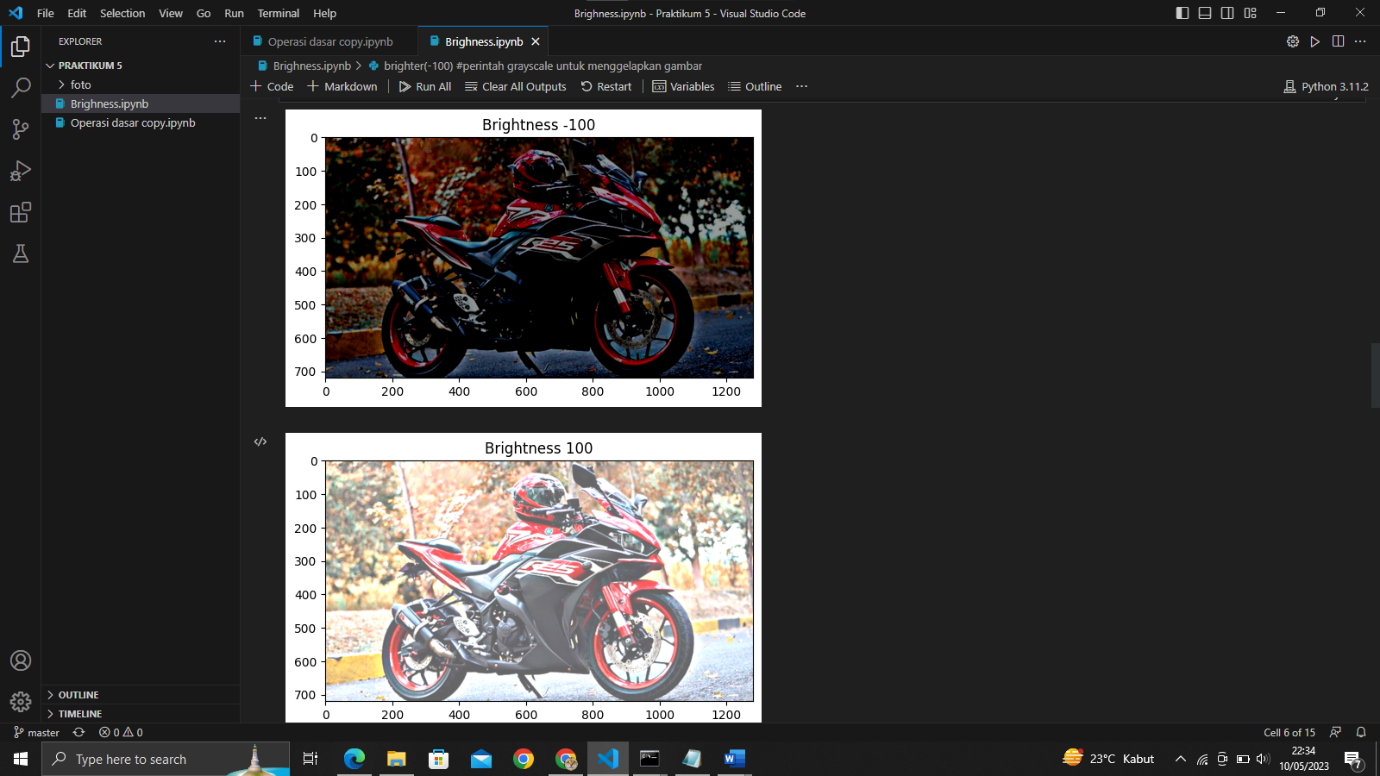 File Edit Selection View Go Run Terminal Help
Brighness.ipynb - Praktikum 5 - Visual Studio Code
EXPLORER
Operasi dasar copy.ipynb
Brighness.ipynb
PRAKTIKUM 5
Brighness.ipynb > brighter(-100) #perintah grayscale untuk menggelapkan gambar
foto
+ Code + Markdown Run All Clear All Outputs Restart Variables Outline ...
Python 3.11.2
Brighness.ipynb
Operasi dasar copy.ipynb
Brightness -100
0
100
200
300
400
500
600
700
0 200 400 600 800 1000 1200
Brightness 100
0
100
200
300
400
500
600
700
0 200 400 600 800 1000 1200
OUTLINE
TIMELINE
master
0 0
Cell 6 of 15
Type here to search
23°C Kabut
22:34
10/05/2023
7